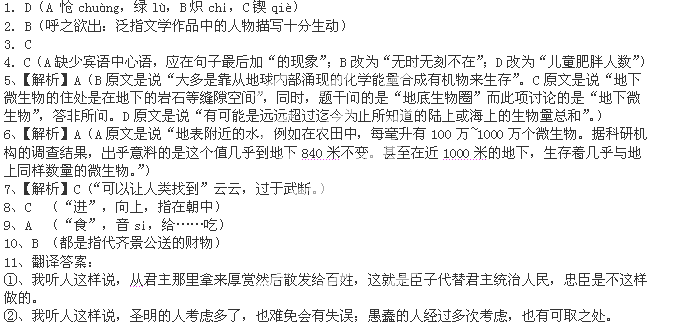 1. D（A 怆 chuàng，绿 lù，B炽 chì，C锲 qiè）
2. B（呼之欲出：泛指文学作品中的人物描写十分生动）
3. C
4. C（A缺少宾语中心语，应在句子最后加“的现象”；B改为“无时无刻不在”；D改为“儿童肥胖人数”）
5、【解析】A（B原文是说“大多是靠从地球内部涌现的化学能量合成有机物来生存”。C原文是说“地下
微生物的住处是在地下的岩石等缝隙空间”，同时，题干问的是“地底生物圈”而此项讨论的是“地下微
生物”，答非所问。D原文是说“有可能是远远超过迄今为止所知道的陆上或海上的生物量总和”。）
6、【解析】A（A原文是说“地表附近的水，例如在农田中，每毫升有100万~1000万个微生物。据科研机
构的调查结果，出乎意料的是这个值几乎到地下840米不变。甚至在近1000米的地下，生存着几乎与地
上同样数量的微生物。”）
7、【解析】C（“可以让人类找到”云云，过于武断。）
8、C （“进”，向上，指在朝中）
9、A （“食”，音si，给……吃）
10、B （都是指代齐景公送的财物）
11、翻译答案：
①、我听人这样说，从君主那里拿来厚赏然后散发给百姓，这就是臣子代替君主统治人民，忠臣是不这样
做的。
②、我听人这样说，圣明的人考虑多了，也难免会有失误；愚蠢的人经过多次考虑，也有可取之处。